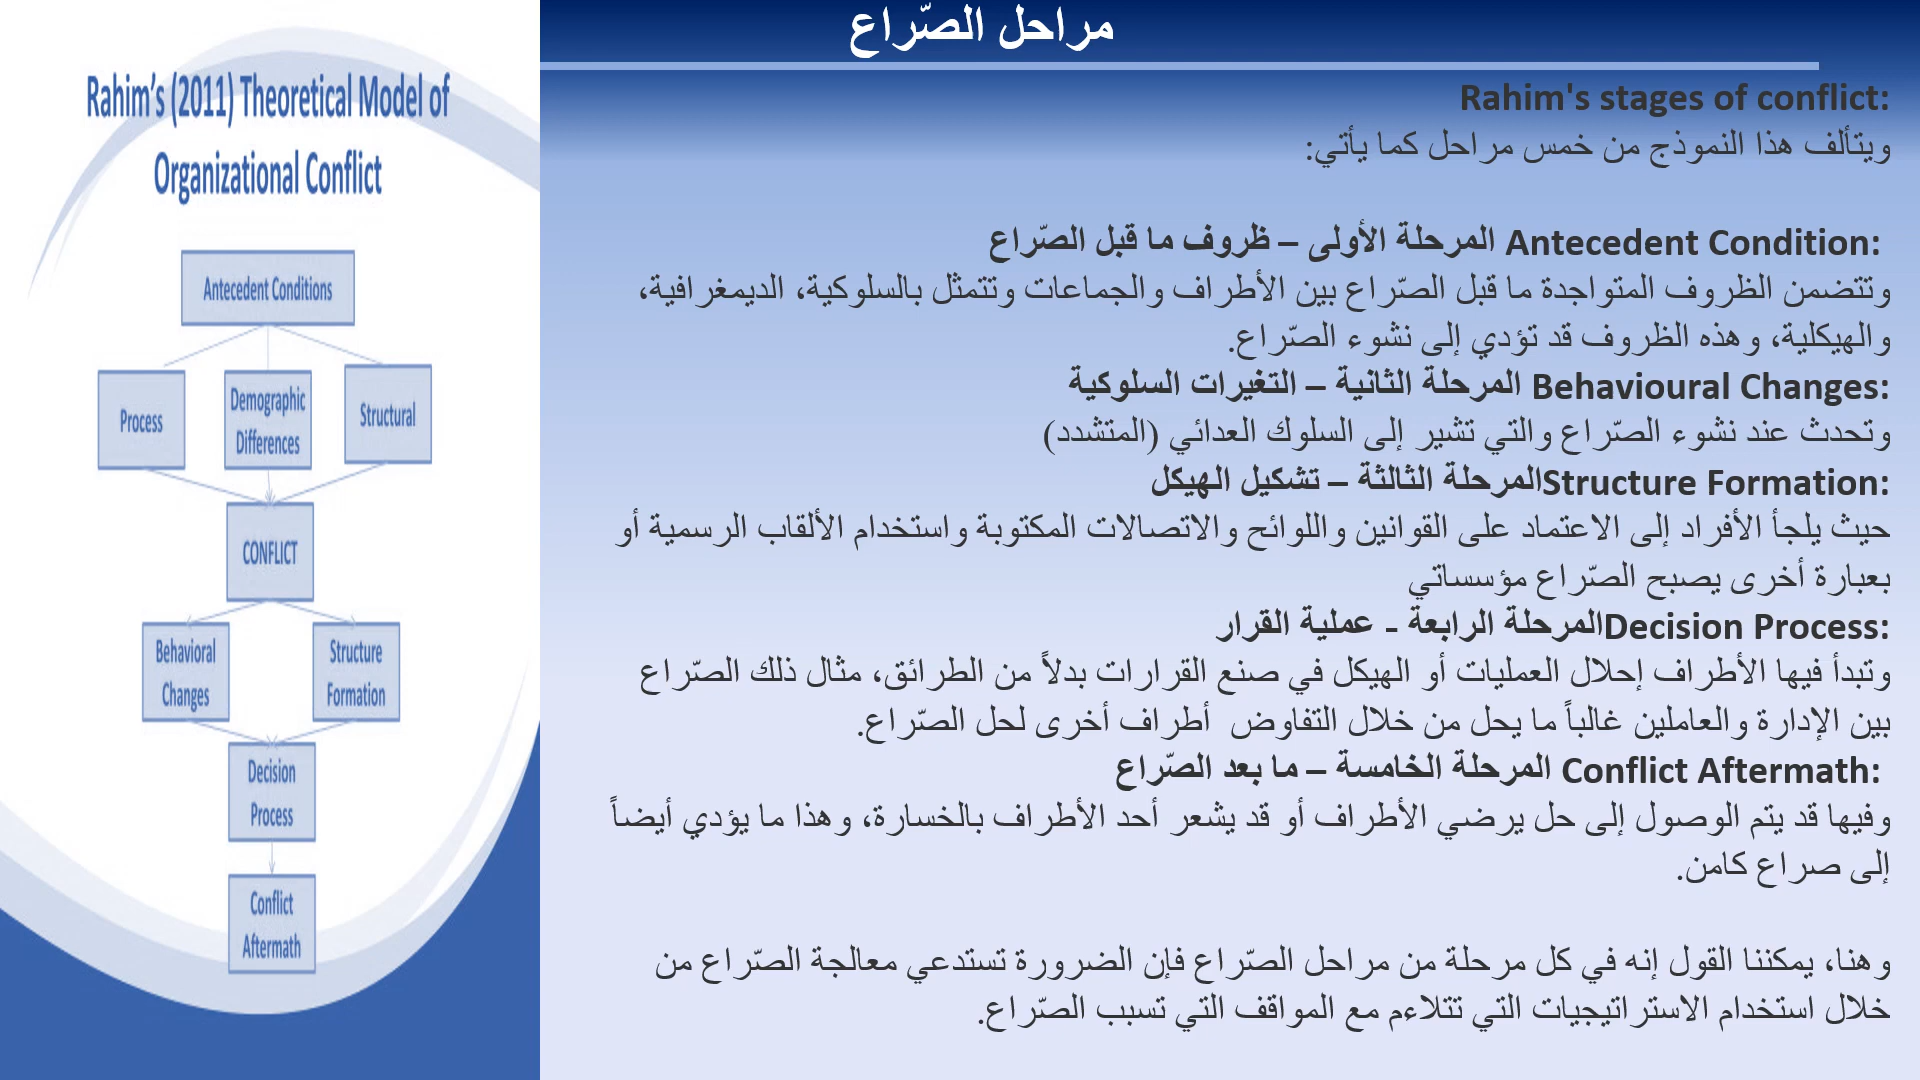 مراحل الصّراع
Rahim's stages of conflict:
ويتألف هذا النموذج من خمس مراحل كما يأتي:
المرحلة الأولى – ظروف ما قبل الصّراع Antecedent Condition:
وتتضمن الظروف المتواجدة ما قبل الصّراع بين الأطراف والجماعات وتتمثل بالسلوكية، الديمغرافية،
والهيكلية، وهذه الظروف قد تؤدي إلى نشوء الصّراع.
المرحلة الثانية – التغيرات السلوكية Behavioural Changes:
وتحدث عند نشوء الصّراع والتي تشير إلى السلوك العدائي (المتشدد)
المرحلة الثالثة – تشكيل الهيكلStructure Formation:
حيث يلجأ الأفراد إلى الاعتماد على القوانين واللوائح والاتصالات المكتوبة واستخدام الألقاب الرسمية أو
بعبارة أخرى يصبح الصّراع مؤسساتي
المرحلة الرابعة - عملية القرارDecision Process:
وتبدأ فيها الأطراف إحلال العمليات أو الهيكل في صنع القرارات بدلاً من الطرائق، مثال ذلك الصّراع
بين الإدارة والعاملين غالباً ما يحل من خلال التفاوض  أطراف أخرى لحل الصّراع.
المرحلة الخامسة – ما بعد الصّراع Conflict Aftermath:
وفيها قد يتم الوصول إلى حل يرضي الأطراف أو قد يشعر أحد الأطراف بالخسارة، وهذا ما يؤدي أيضاً
إلى صراع كامن.
وهنا، يمكننا القول إنه في كل مرحلة من مراحل الصّراع فإن الضرورة تستدعي معالجة الصّراع من
خلال استخدام الاستراتيجيات التي تتلاءم مع المواقف التي تسبب الصّراع.
Rahim's (2011) Theoretical Model of
Organizational Conflict
Antecedent Conditions
Process
Demographic
Differences
Structural
CONFLICT
Behavioral
Changes
Structure
Formation
Decision
Process
Conflict
Aftermath